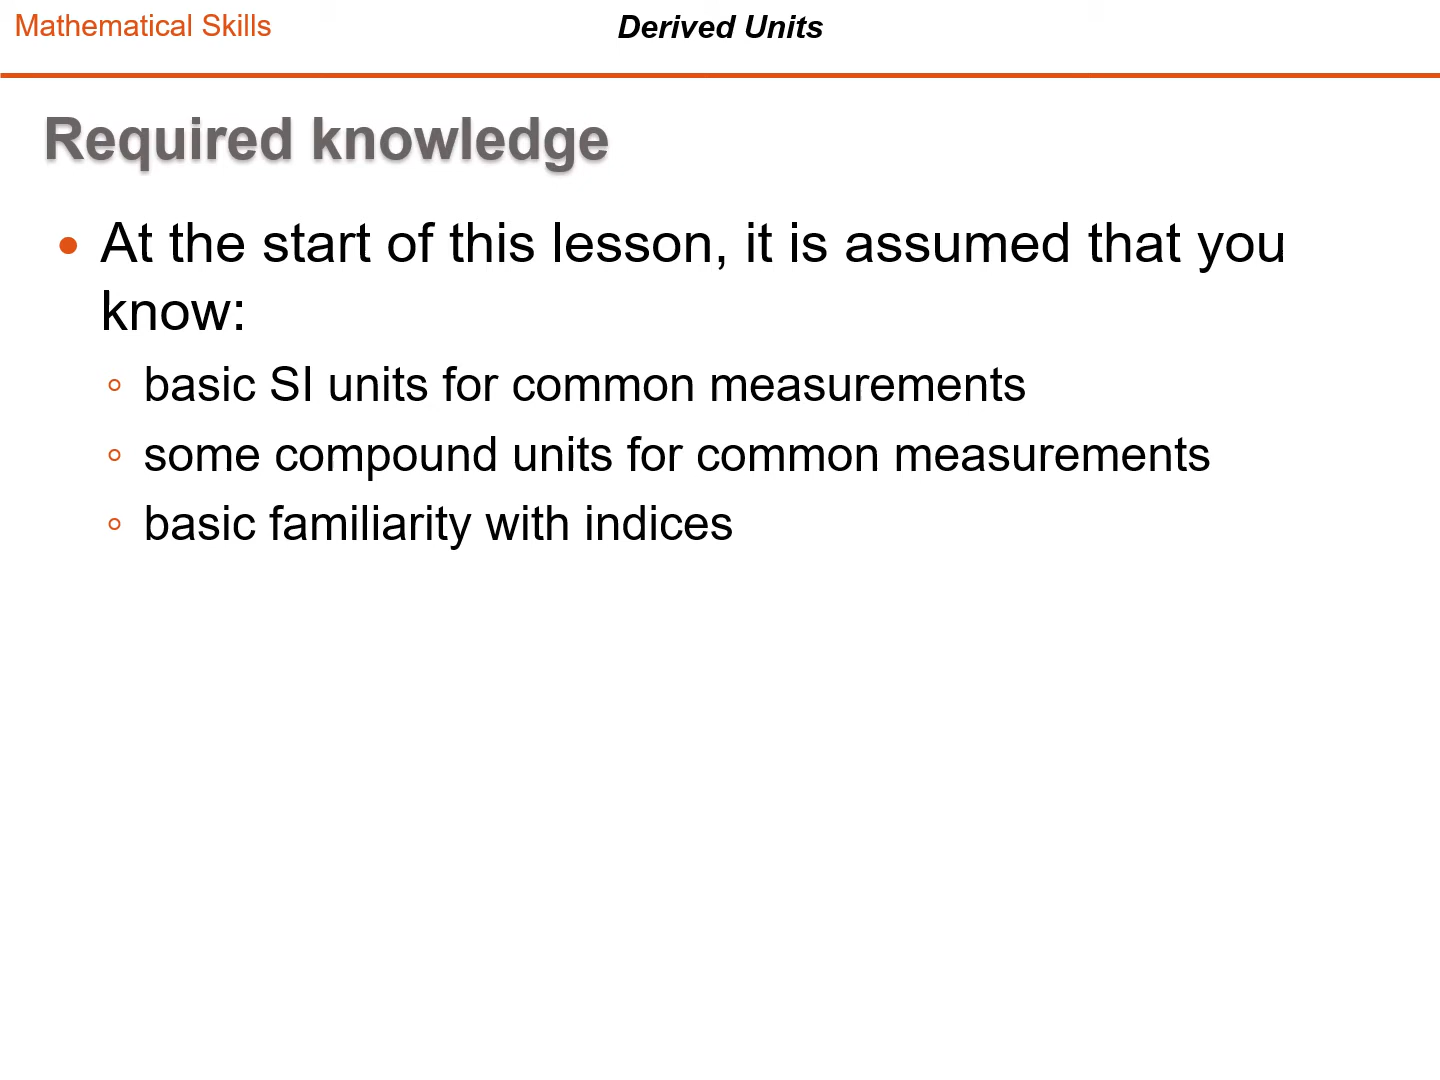 Mathematical Skills
Derived Units
Required knowledge
• At the start of this lesson, it is assumed that you
know:
◦ basic SI units for common measurements
◦ some compound units for common measurements
◦ basic familiarity with indices